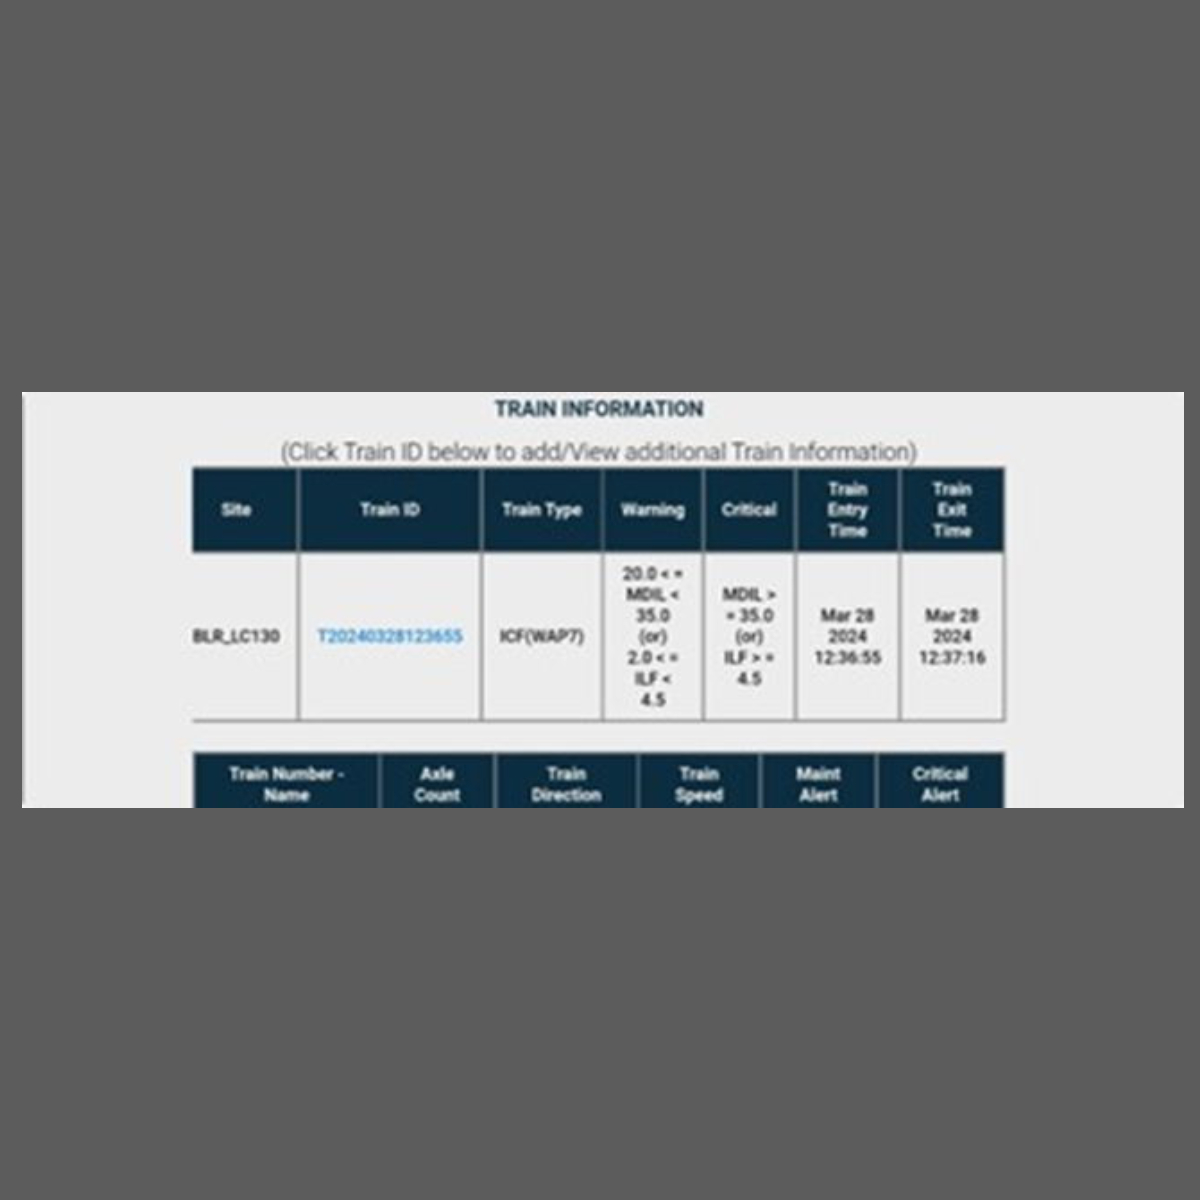 TRAIN INFORMATION
(Click Train ID below to add/View additional Train Information)
Site Train ID Train Type Warning Critical Train Entry Time Train Exit Time
BLR_LC130 T20240328123655 ICF(WAP7) 20.0 < = MDIL < 35.0 (or) 2.0 < = ILF < 4.5 MDIL > = 35.0 (or) ILF > = 4.5 Mar 28 2024 12:36:55 Mar 28 2024 12:37:16
Train Number - Name Axle Count Train Direction Train Speed Maint Alert Critical Alert